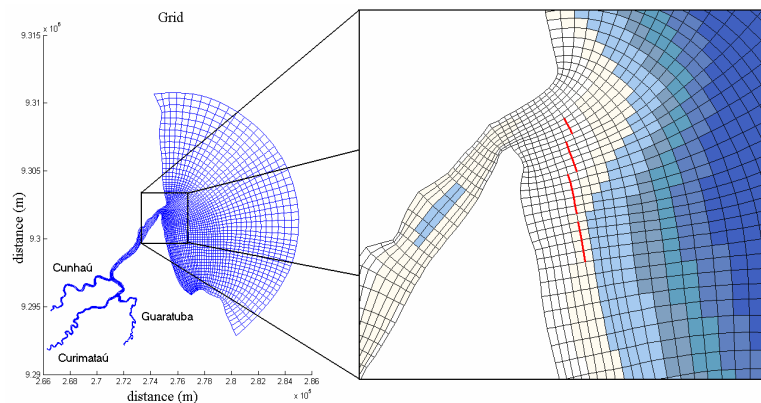 Grid
x 10⁶
9.315
9.31
9.305
9.3
9.295
9.29
distance (m)
Cunhaú
Guaratuba
Curimataú
2.66 2.68 2.7 2.72 2.74 2.76 2.78 2.8 2.82 2.84 2.86
distance (m)
x 10⁵